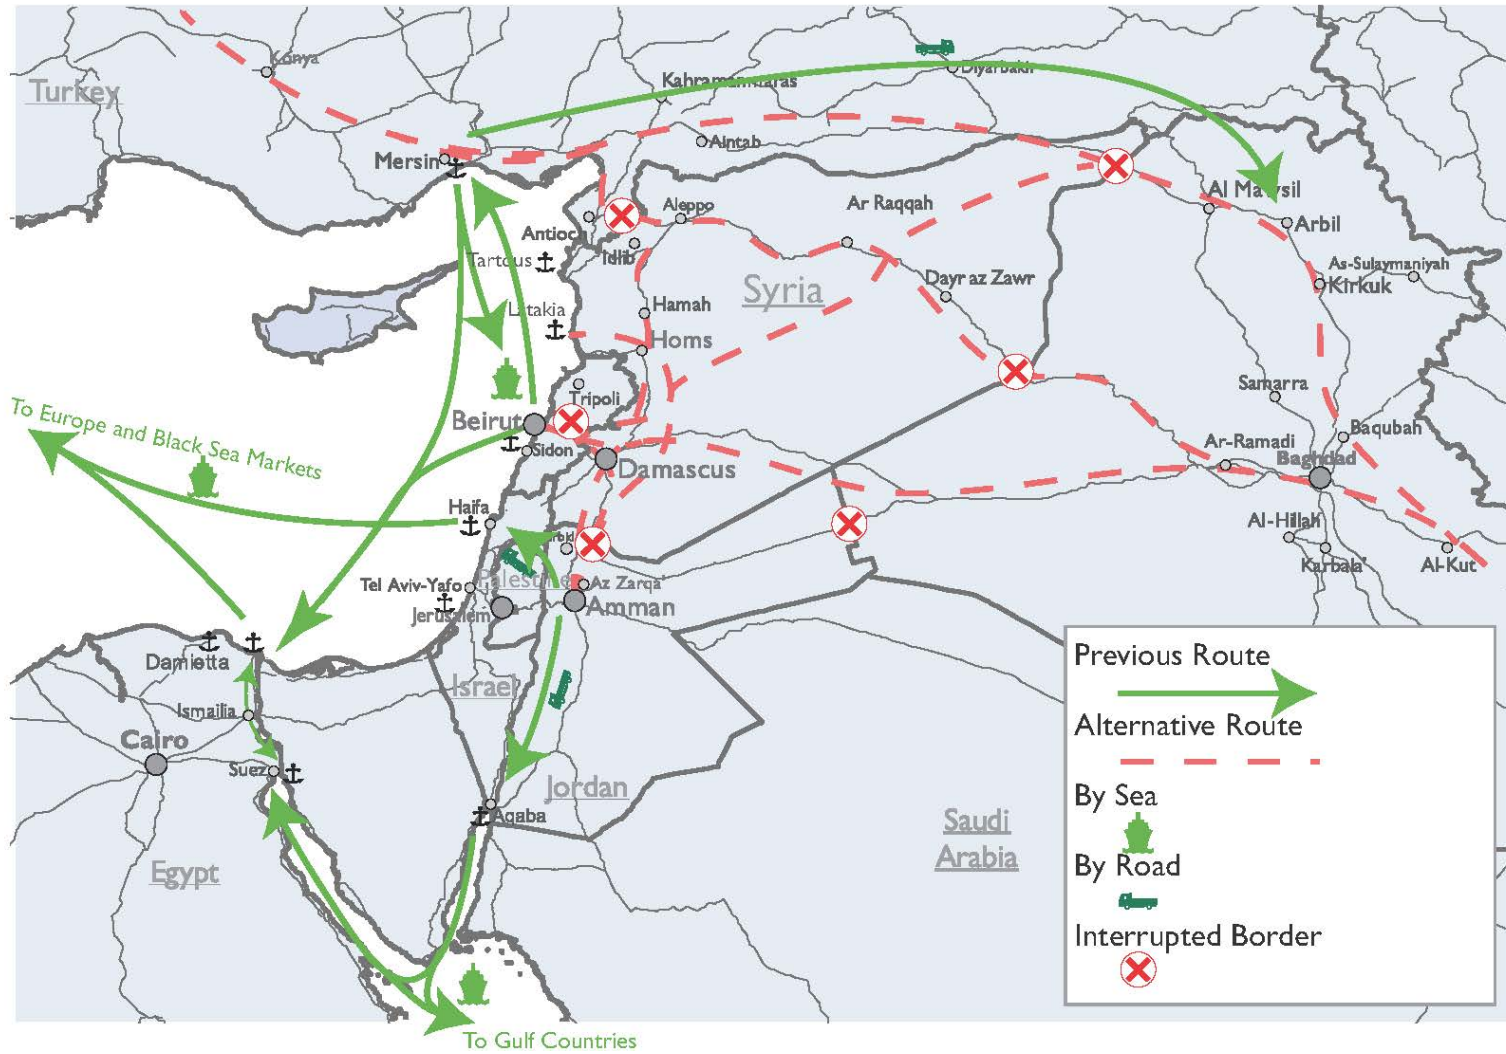 Konya
Turkey
Diyarbakir
Kahramanmaras
Aintab
Mersin
Al Mawsil
Ar Raqqah
Aleppo
Arbil
Antioch
Idlib
Tartous
As-Sulaymaniyah
Kirkuk
Dayr az Zawr
Syria
Hamah
Latakia
Homs
Samarra
Tripoli
To Europe and Black Sea Markets
Beirut
Baqubah
Ar-Ramadi
Sidon
Baghdad
Damascus
Haifa
Al-Hillah
Karbala'
Al-Kut
Tel Aviv-Yafo
Palestine
Az Zarqa'
Jerusalem
Amman
Damietta
Israel
Ismailia
Cairo
Suez
Jordan
Aqaba
Egypt
Saudi
Arabia
To Gulf Countries
Previous Route
Alternative Route
By Sea
By Road
Interrupted Border